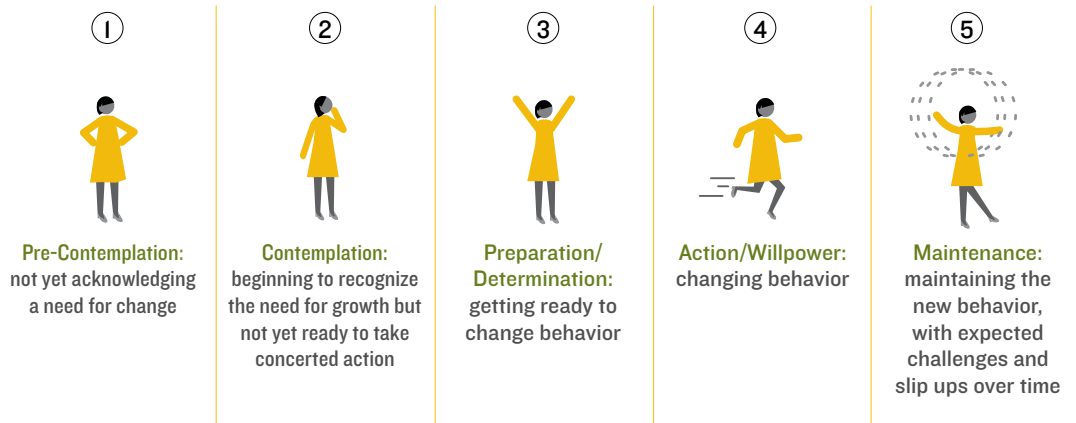 1
Pre-Contemplation:
not yet acknowledging
a need for change
2
Contemplation:
beginning to recognize
the need for growth but
not yet ready to take
concerted action
3
Preparation/
Determination:
getting ready to
change behavior
4
Action/Willpower:
changing behavior
5
Maintenance:
maintaining the
new behavior,
with expected
challenges and
slip ups over time